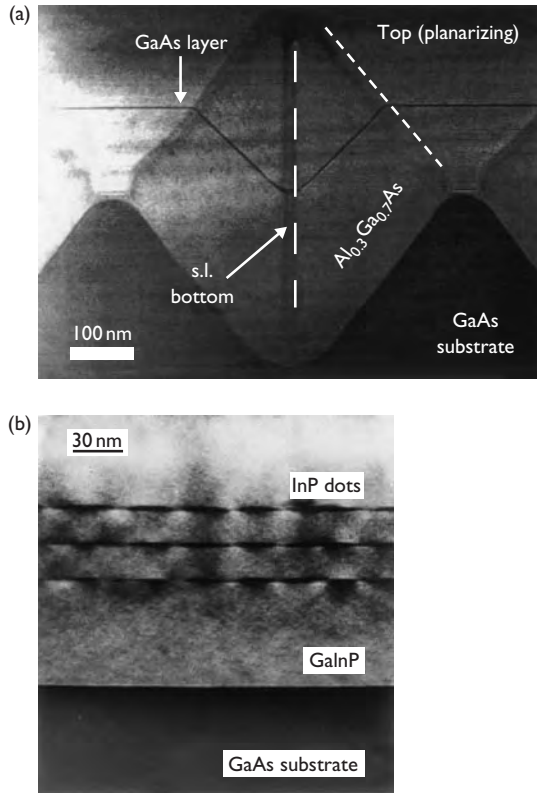 (a)
GaAs layer
Top (planarizing)
Al0.3Ga0.7As
s.l.
bottom
100 nm
GaAs
substrate
(b)
30 nm
InP dots
GaInP
GaAs substrate